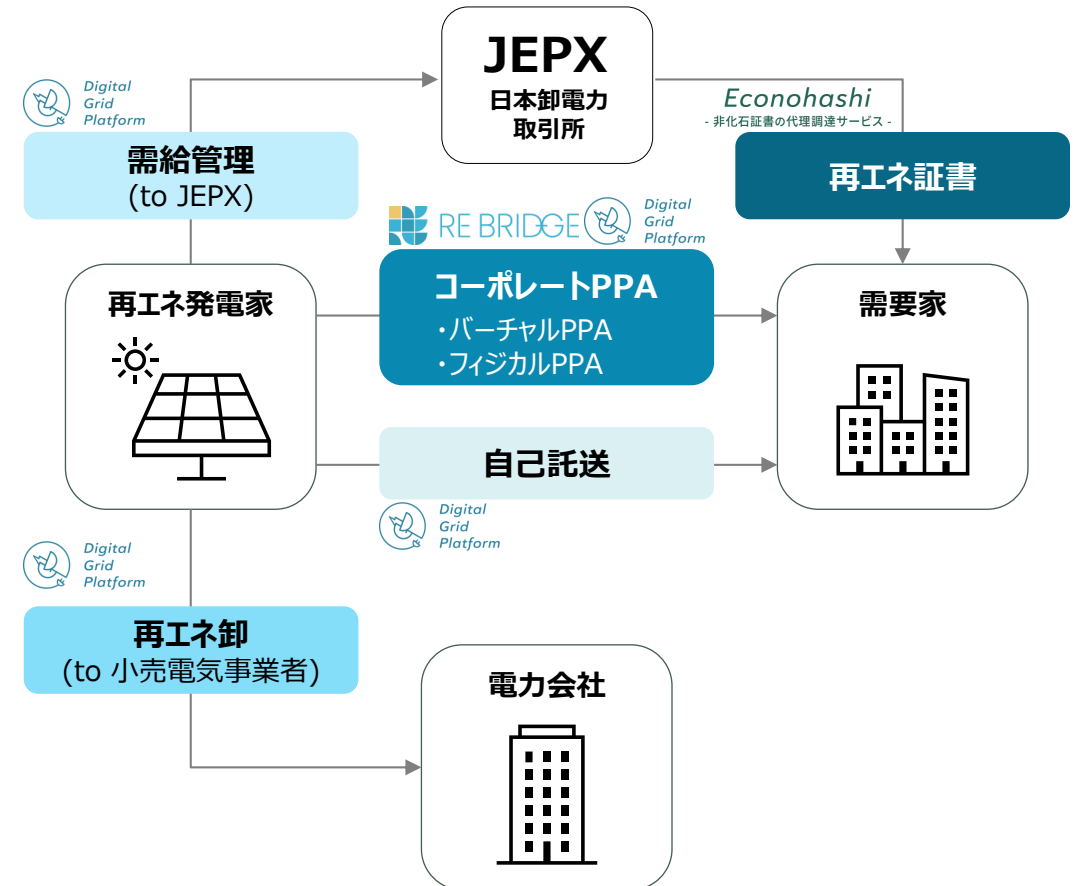 JEPX
日本卸電力
取引所
Digital
Grid
Platform
需給管理
(to JEPX)
Econohashi
- 非化石証書の代理調達サービス -
再エネ証書
RE BRIDGE
Digital
Grid
Platform
再エネ発電家
コーポレートPPA
・バーチャルPPA
・フィジカルPPA
需要家
自己託送
Digital
Grid
Platform
Digital
Grid
Platform
再エネ卸
(to 小売電気事業者)
電力会社